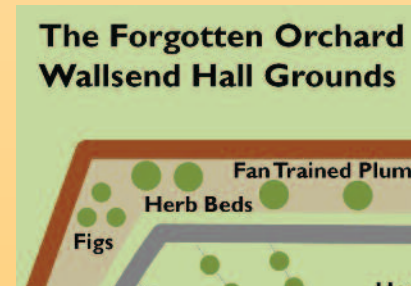 The Forgotten Orchard
Wallsend Hall Grounds
Fan Trained Plum
Herb Beds
Figs